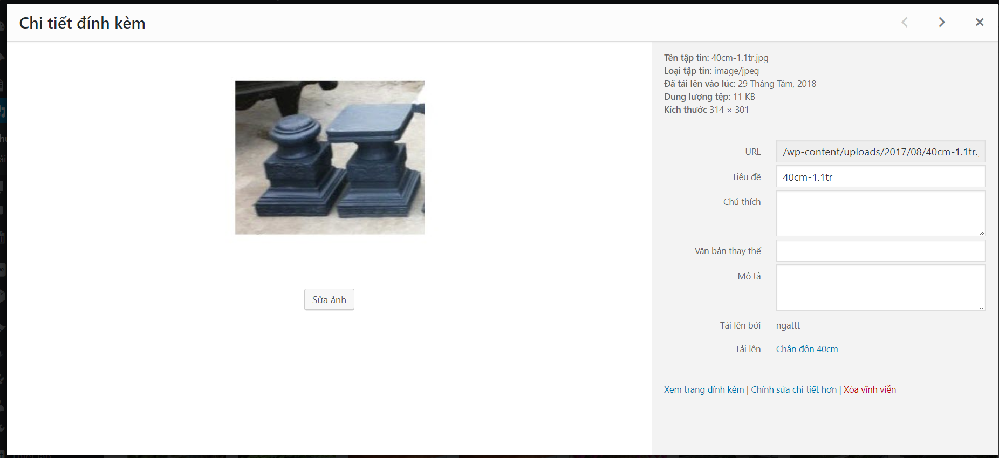 Chi tiết đính kèm
Tên tập tin: 40cm-1.1tr.jpg
Loại tập tin: image/jpeg
Đã tải lên vào lúc: 29 Tháng Tám, 2018
Dung lượng tệp: 11 KB
Kích thước 314 × 301
URL /wp-content/uploads/2017/08/40cm-1.1tr.j
Tiêu đề 40cm-1.1tr
Chú thích
Văn bản thay thế
Mô tả
Sửa ảnh
Tải lên bởi ngattt
Tải lên Chân đôn 40cm
Xem trang đính kèm | Chỉnh sửa chi tiết hơn | Xóa vĩnh viễn